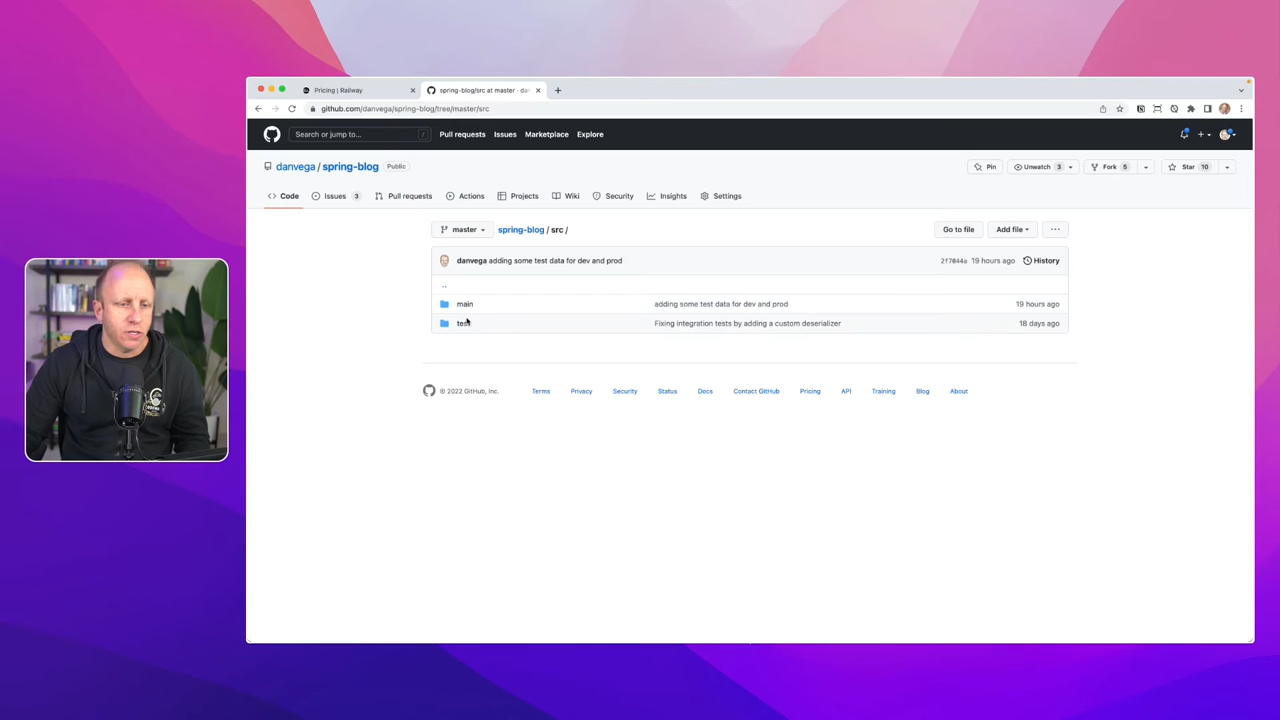 Pricing | Railway
spring-blog/src at master · dan
github.com/danvega/spring-blog/tree/master/src
Search or jump to... /
Pull requests Issues Marketplace Explore
danvega / spring-blog Public
Pin Unwatch 3 Fork 5 Star 10
Code Issues 3 Pull requests Actions Projects Wiki Security Insights Settings
master spring-blog / src / Go to file Add file ...
danvega adding some test data for dev and prod 2f7044a 19 hours ago History
..
main adding some test data for dev and prod 19 hours ago
test Fixing integration tests by adding a custom deserializer 18 days ago
© 2022 GitHub, Inc. Terms Privacy Security Status Docs Contact GitHub Pricing API Training Blog About